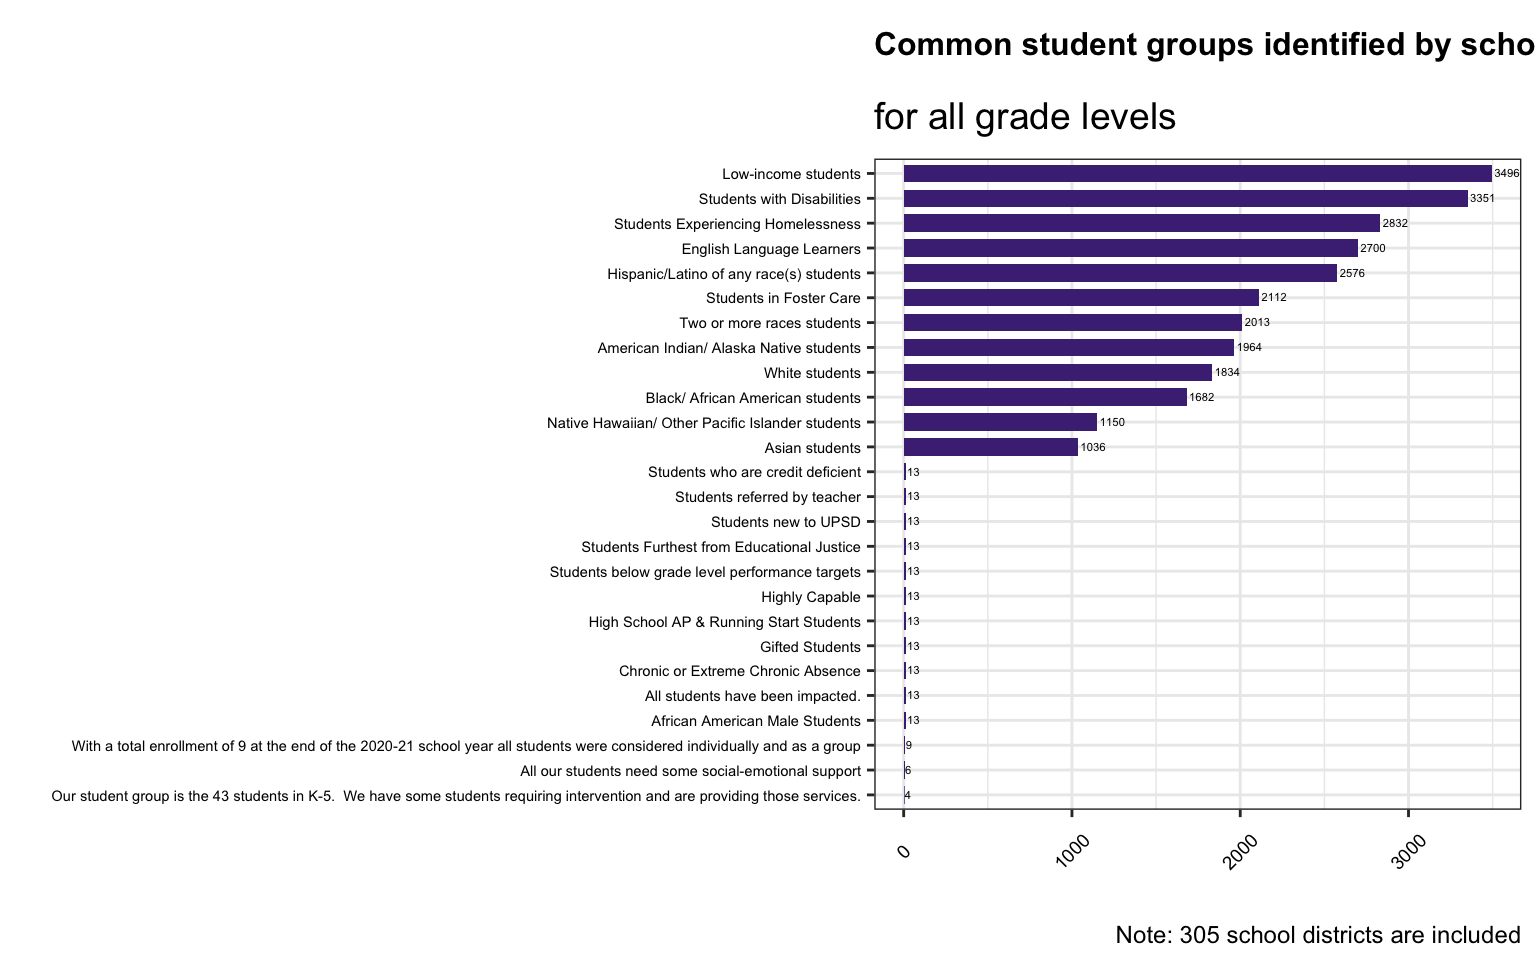 Common student groups identified by scho
for all grade levels
Low-income students 3496
Students with Disabilities 3351
Students Experiencing Homelessness 2832
English Language Learners 2700
Hispanic/Latino of any race(s) students 2576
Students in Foster Care 2112
Two or more races students 2013
American Indian/ Alaska Native students 1964
White students 1834
Black/ African American students 1682
Native Hawaiian/ Other Pacific Islander students 1150
Asian students 1036
Students who are credit deficient 13
Students referred by teacher 13
Students new to UPSD 13
Students Furthest from Educational Justice 13
Students below grade level performance targets 13
Highly Capable 13
High School AP & Running Start Students 13
Gifted Students 13
Chronic or Extreme Chronic Absence 13
All students have been impacted. 13
African American Male Students 13
With a total enrollment of 9 at the end of the 2020-21 school year all students were considered individually and as a group 9
All our students need some social-emotional support 6
Our student group is the 43 students in K-5.  We have some students requiring intervention and are providing those services. 4
0 1000 2000 3000
Note: 305 school districts are included